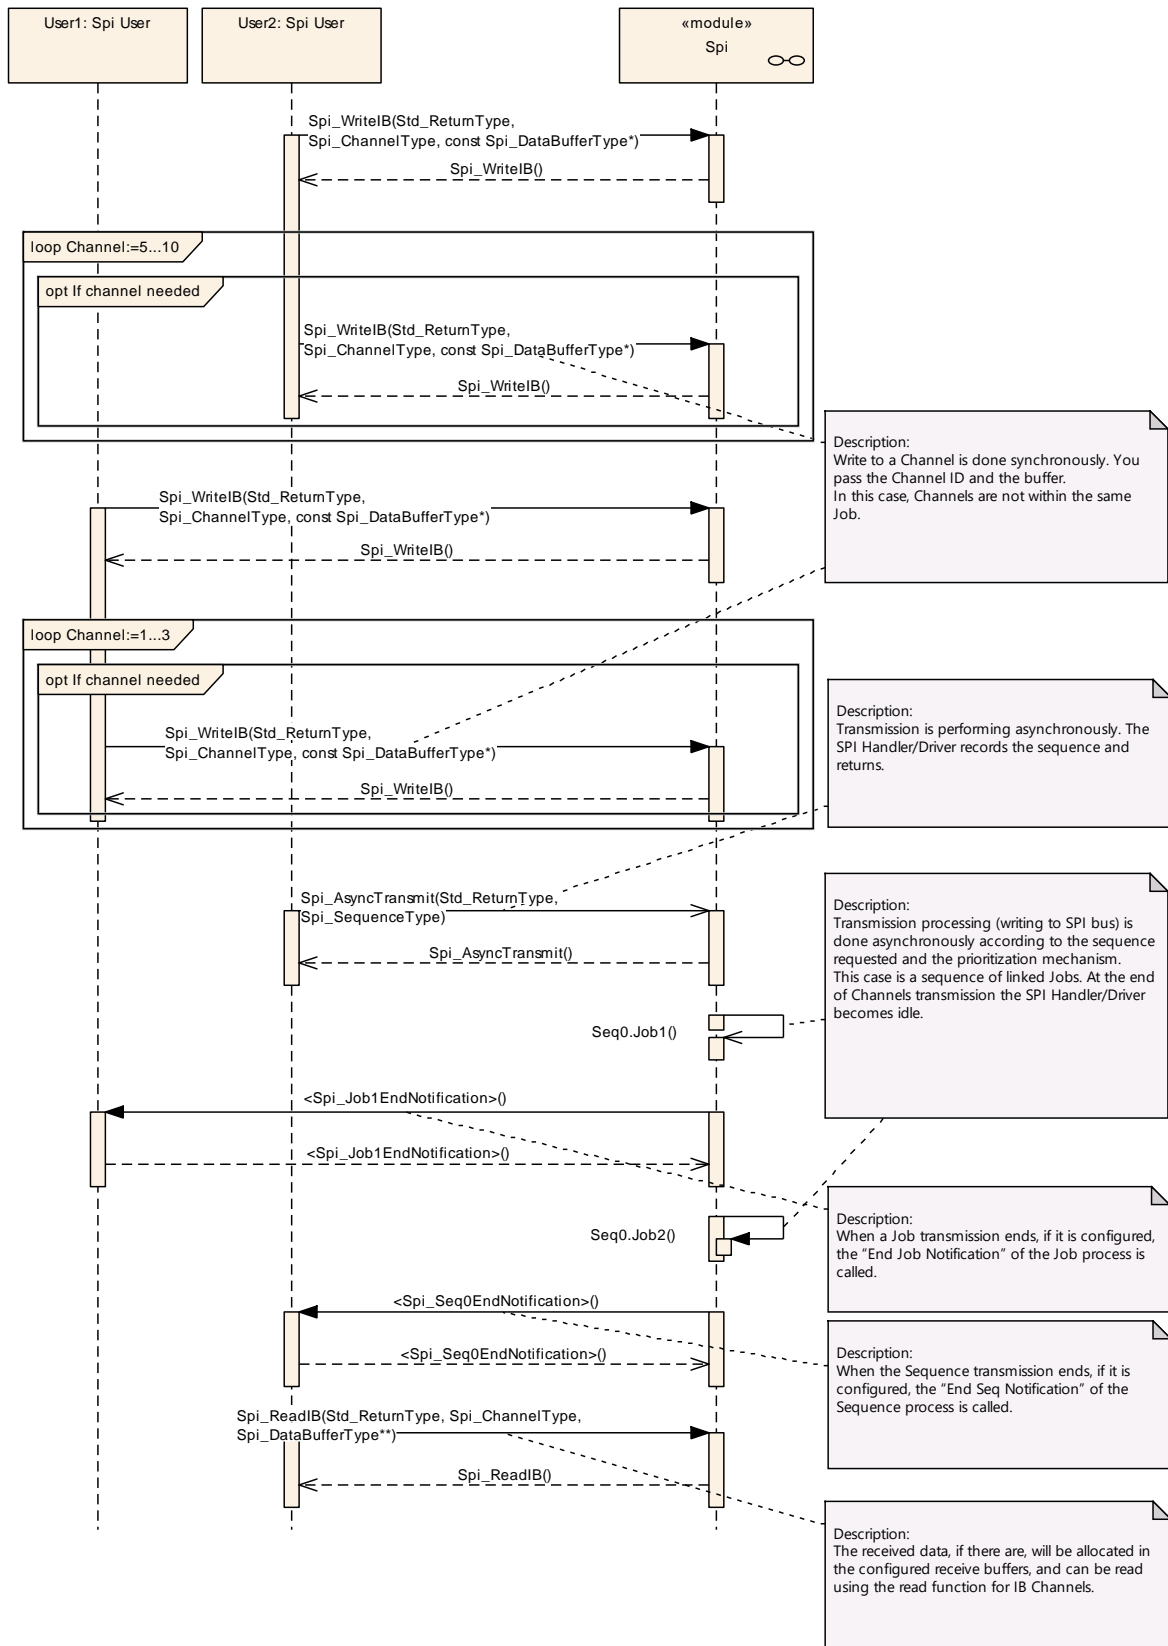 User1: Spi User
User2: Spi User
«module»
Spi
Spi_WriteIB(Std_ReturnType,
Spi_ChannelType, const Spi_DataBufferType*)
Spi_WriteIB()
loop Channel:=5...10
opt If channel needed
Spi_WriteIB(Std_ReturnType,
Spi_ChannelType, const Spi_DataBufferType*)
Spi_WriteIB()
Description:
Write to a Channel is done synchronously. You
pass the Channel ID and the buffer.
In this case, Channels are not within the same
Job.
Spi_WriteIB(Std_ReturnType,
Spi_ChannelType, const Spi_DataBufferType*)
Spi_WriteIB()
loop Channel:=1...3
opt If channel needed
Spi_WriteIB(Std_ReturnType,
Spi_ChannelType, const Spi_DataBufferType*)
Spi_WriteIB()
Description:
Transmission is performing asynchronously. The
SPI Handler/Driver records the sequence and
returns.
Spi_AsyncTransmit(Std_ReturnType,
Spi_SequenceType)
Spi_AsyncTransmit()
Description:
Transmission processing (writing to SPI bus) is
done asynchronously according to the sequence
requested and the prioritization mechanism.
This case is a sequence of linked Jobs. At the end
of Channels transmission the SPI Handler/Driver
becomes idle.
Seq0.Job1()
<Spi_Job1EndNotification>()
<Spi_Job1EndNotification>()
Description:
When a Job transmission ends, if it is configured,
the “End Job Notification” of the Job process is
called.
Seq0.Job2()
<Spi_Seq0EndNotification>()
<Spi_Seq0EndNotification>()
Description:
When the Sequence transmission ends, if it is
configured, the “End Seq Notification” of the
Sequence process is called.
Spi_ReadIB(Std_ReturnType, Spi_ChannelType,
Spi_DataBufferType**)
Spi_ReadIB()
Description:
The received data, if there are, will be allocated in
the configured receive buffers, and can be read
using the read function for IB Channels.